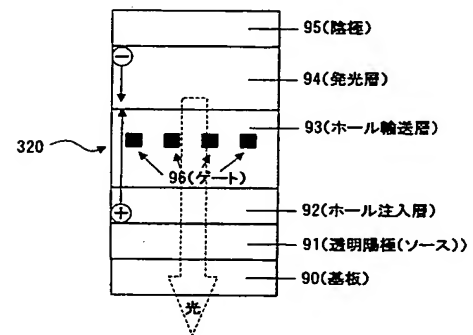 95(陰極)
⊖
94(発光層)
93(ホール輸送層)
320
96(ゲート)
92(ホール注入層)
⊕
91(透明陽極(ソース))
90(基板)
光